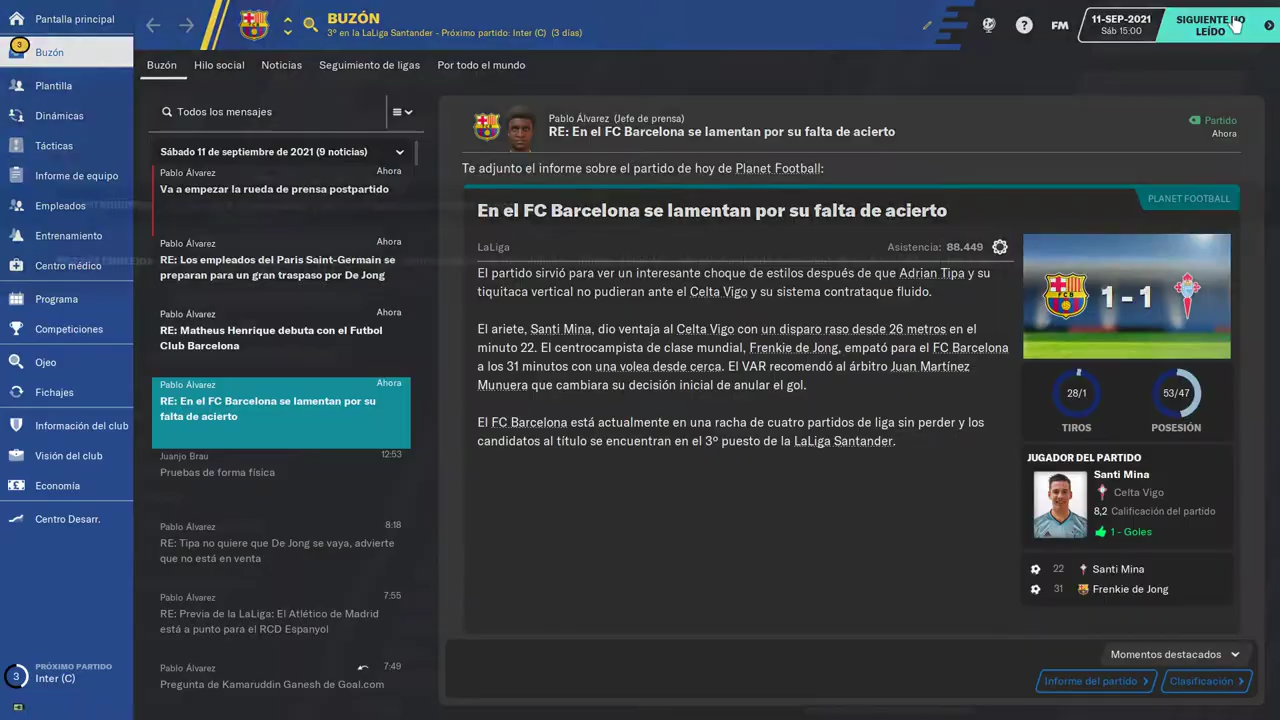 Pantalla principal
3
Buzón
Plantilla
Dinámicas
Tácticas
Informe de equipo
Empleados
Entrenamiento
Centro médico
Programa
Competiciones
Ojeo
Fichajes
Información del club
Visión del club
Economía
Centro Desarr.
PRÓXIMO PARTIDO
3
Inter (C)
BUZÓN
3º en la LaLiga Santander - Próximo partido: Inter (C) (3 días)
FM
11-SEP-2021
Sáb 15:00
SIGUIENTE NO
LEÍDO
Buzón
Hilo social
Noticias
Seguimiento de ligas
Por todo el mundo
Todos los mensajes
Sábado 11 de septiembre de 2021 (9 noticias)
Pablo Álvarez Ahora
Va a empezar la rueda de prensa postpartido
Pablo Álvarez Ahora
RE: Los empleados del Paris Saint-Germain se
preparan para un gran traspaso por De Jong
Pablo Álvarez Ahora
RE: Matheus Henrique debuta con el Futbol
Club Barcelona
Pablo Álvarez Ahora
RE: En el FC Barcelona se lamentan por su
falta de acierto
Juanjo Brau 12:53
Pruebas de forma física
Pablo Álvarez 8:18
RE: Tipa no quiere que De Jong se vaya, advierte
que no está en venta
Pablo Álvarez 7:55
RE: Previa de la LaLiga: El Atlético de Madrid
está a punto para el RCD Espanyol
Pablo Álvarez 7:49
Pregunta de Kamaruddin Ganesh de Goal.com
Pablo Álvarez (Jefe de prensa)
RE: En el FC Barcelona se lamentan por su falta de acierto
Partido
Ahora
Te adjunto el informe sobre el partido de hoy de Planet Football:
PLANET FOOTBALL
En el FC Barcelona se lamentan por su falta de acierto
LaLiga
Asistencia: 88.449
El partido sirvió para ver un interesante choque de estilos después de que Adrian Tipa y su
tiquitaca vertical no pudieran ante el Celta Vigo y su sistema contrataque fluido.
El ariete, Santi Mina, dio ventaja al Celta Vigo con un disparo raso desde 26 metros en el
minuto 22. El centrocampista de clase mundial, Frenkie de Jong, empató para el FC Barcelona
a los 31 minutos con una volea desde cerca. El VAR recomendó al árbitro Juan Martínez
Munuera que cambiara su decisión inicial de anular el gol.
El FC Barcelona está actualmente en una racha de cuatro partidos de liga sin perder y los
candidatos al título se encuentran en el 3º puesto de la LaLiga Santander.
1 - 1
28/1
TIROS
53/47
POSESIÓN
JUGADOR DEL PARTIDO
Santi Mina
Celta Vigo
8,2 Calificación del partido
1 - Goles
22 Santi Mina
31 Frenkie de Jong
Momentos destacados
Informe del partido
Clasificación